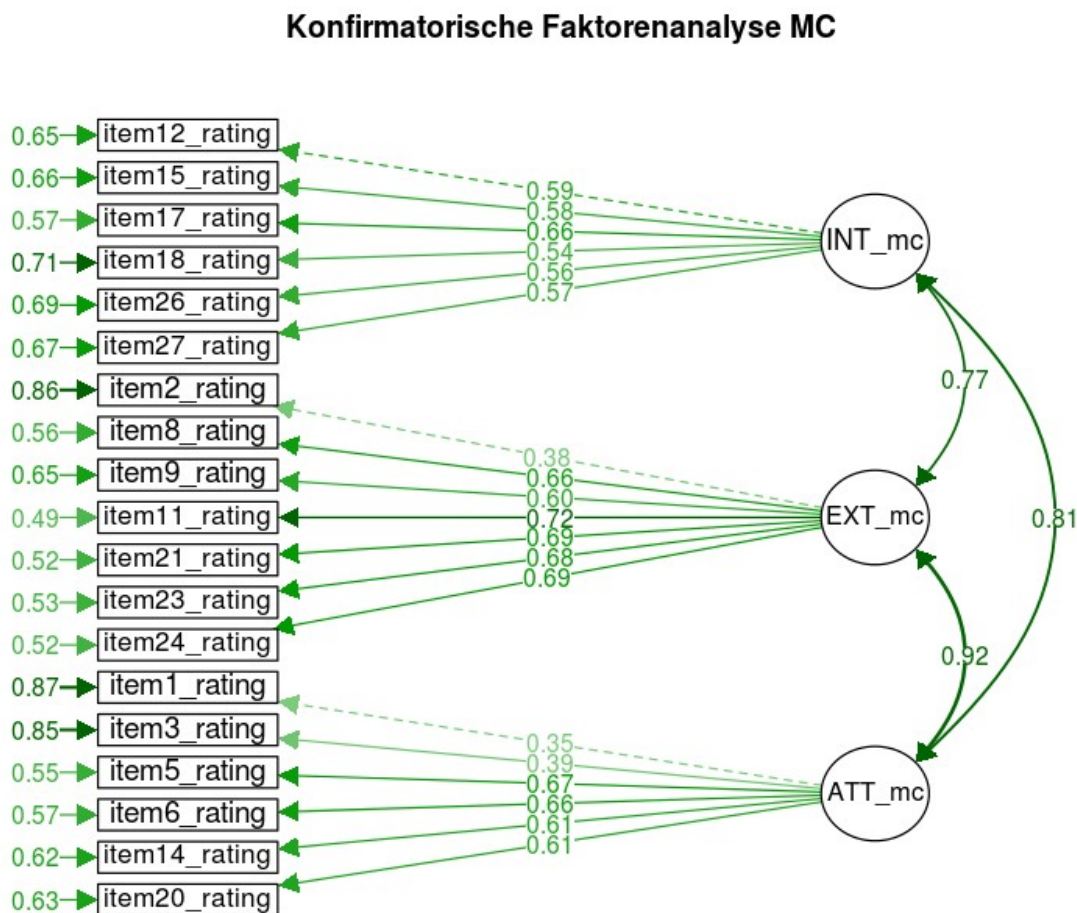 Konfirmatorische Faktorenanalyse MC
0.65 item12_rating
0.66 item15_rating
0.57 item17_rating
0.71 item18_rating
0.69 item26_rating
0.67 item27_rating
0.86 item2_rating
0.56 item8_rating
0.65 item9_rating
0.49 item11_rating
0.52 item21_rating
0.53 item23_rating
0.52 item24_rating
0.87 item1_rating
0.85 item3_rating
0.55 item5_rating
0.57 item6_rating
0.62 item14_rating
0.63 item20_rating
0.59
0.58
0.66
0.54
0.56
0.57
0.38
0.66
0.60
0.72
0.69
0.68
0.69
0.35
0.39
0.67
0.66
0.61
0.61
INT_mc
EXT_mc
ATT_mc
0.77
0.81
0.92